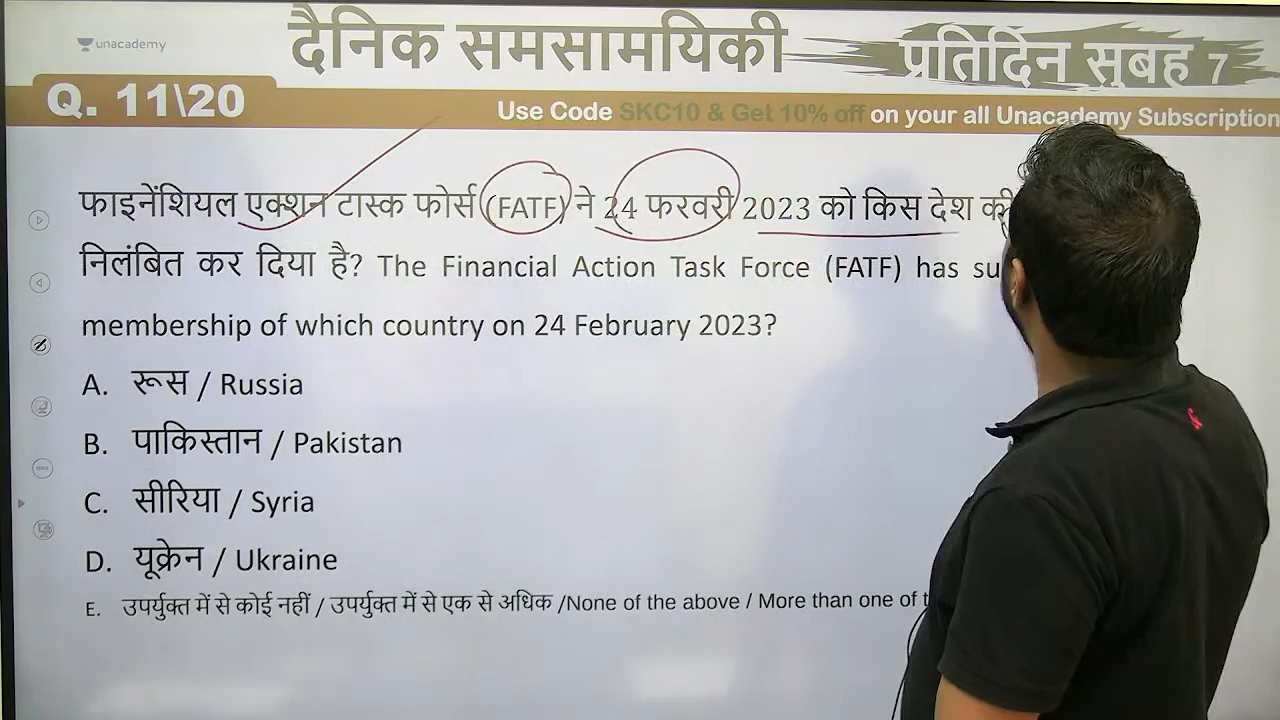 unacademy
दैनिक समसामयिकी
प्रतिदिन सुबह 7
Q. 11\20
Use Code SKC10 & Get 10% off on your all Unacademy Subscription
फाइनेंशियल एक्शन टास्क फोर्स (FATF) ने 24 फरवरी 2023 को किस देश की
निलंबित कर दिया है? The Financial Action Task Force (FATF) has
membership of which country on 24 February 2023?
A. रूस / Russia
B. पाकिस्तान / Pakistan
C. सीरिया / Syria
D. यूक्रेन / Ukraine
E. उपर्युक्त में से कोई नहीं / उपर्युक्त में से एक से अधिक /None of the above / More than one of